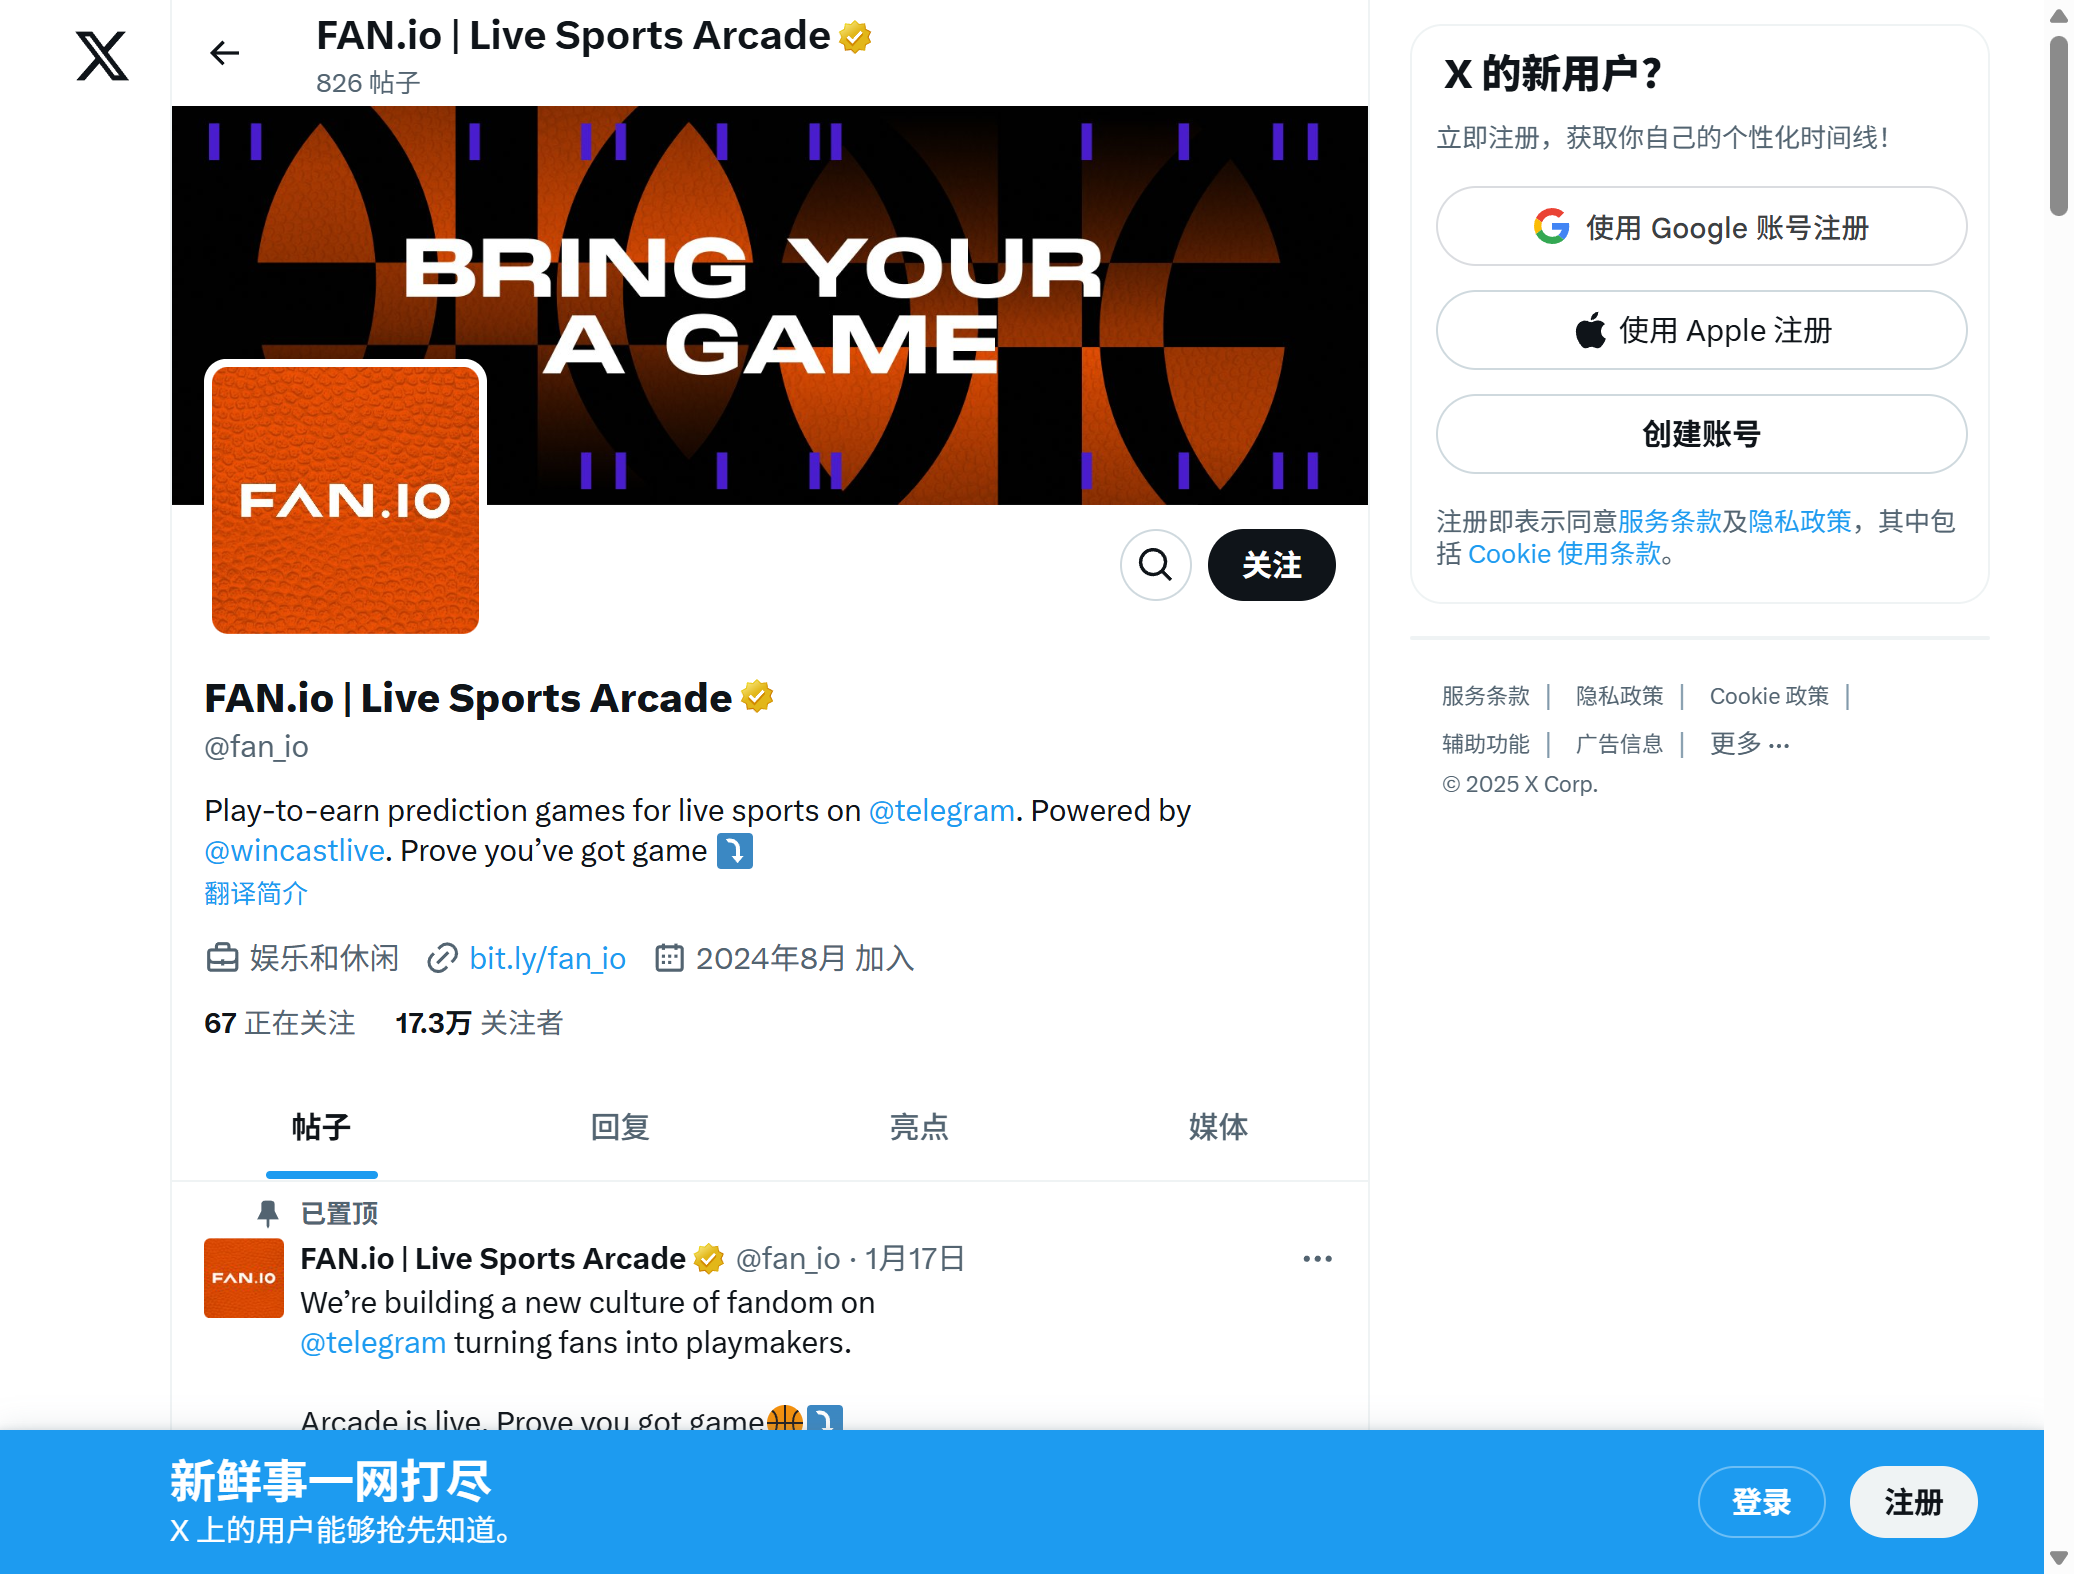 FAN.io | Live Sports Arcade
826 帖子
BRING YOUR
A GAME
FAN.IO
关注
FAN.io | Live Sports Arcade
@fan_io
Play-to-earn prediction games for live sports on @telegram. Powered by
@wincastlive. Prove you’ve got game ⤵️
翻译简介
娱乐和休闲 bit.ly/fan_io 2024年8月 加入
67 正在关注 17.3万 关注者
帖子 回复 亮点 媒体
已置顶
FAN.IO
FAN.io | Live Sports Arcade @fan_io · 1月17日
We’re building a new culture of fandom on
@telegram turning fans into playmakers.
Arcade is live. Prove you got game🏀⤵️
X 的新用户？
立即注册，获取你自己的个性化时间线！
使用 Google 账号注册
使用 Apple 注册
创建账号
注册即表示同意服务条款及隐私政策，其中包
括 Cookie 使用条款。
服务条款 | 隐私政策 | Cookie 政策 |
辅助功能 | 广告信息 | 更多 ···
© 2025 X Corp.
新鲜事一网打尽
X 上的用户能够抢先知道。
登录 注册